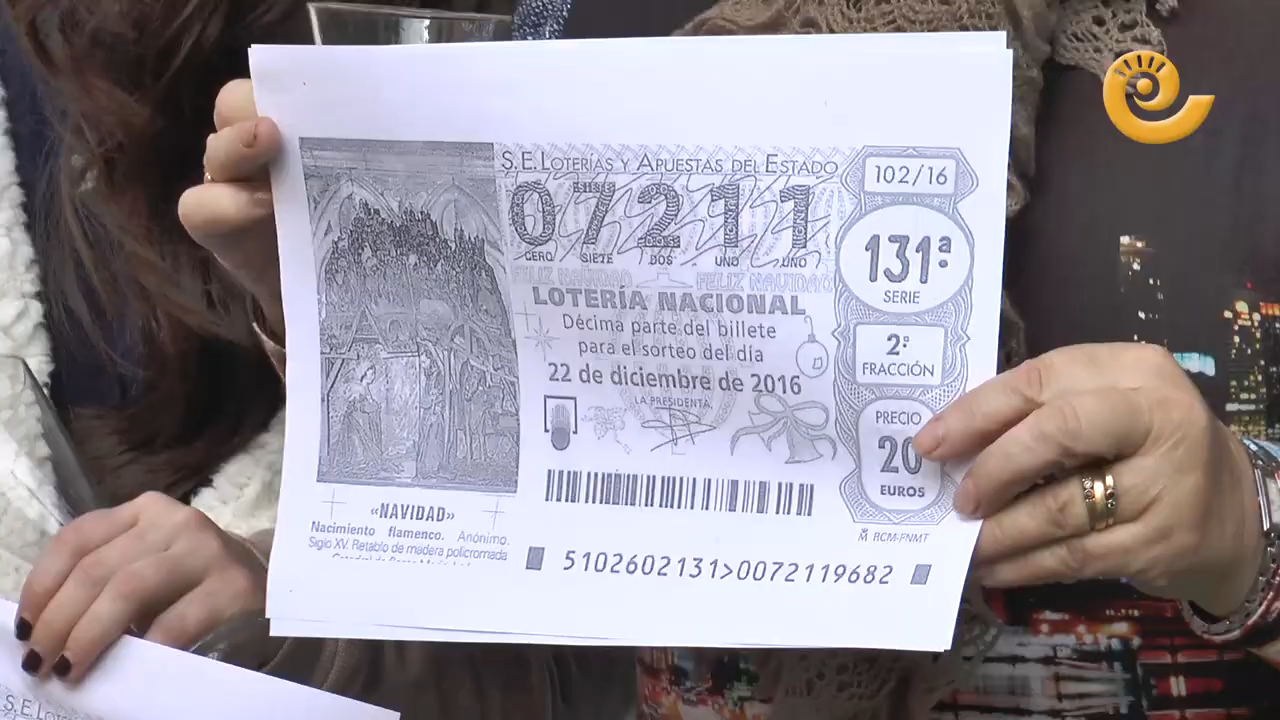 S.E. LOTERÍAS Y APUESTAS DEL ESTADO
07211
CERO SIETE DOS UNO UNO
FELIZ NAVIDAD FELIZ NAVIDAD
LOTERÍA NACIONAL
Décima parte del billete
para el sorteo del día
22 de diciembre de 2016
LA PRESIDENTA,
102/16
131ª
SERIE
2ª
FRACCIÓN
PRECIO
20
EUROS
RCM-FNMT
«NAVIDAD»
Nacimiento flamenco. Anónimo.
Siglo XV. Retablo de madera policromada
5102602131>0072119682
S.E.